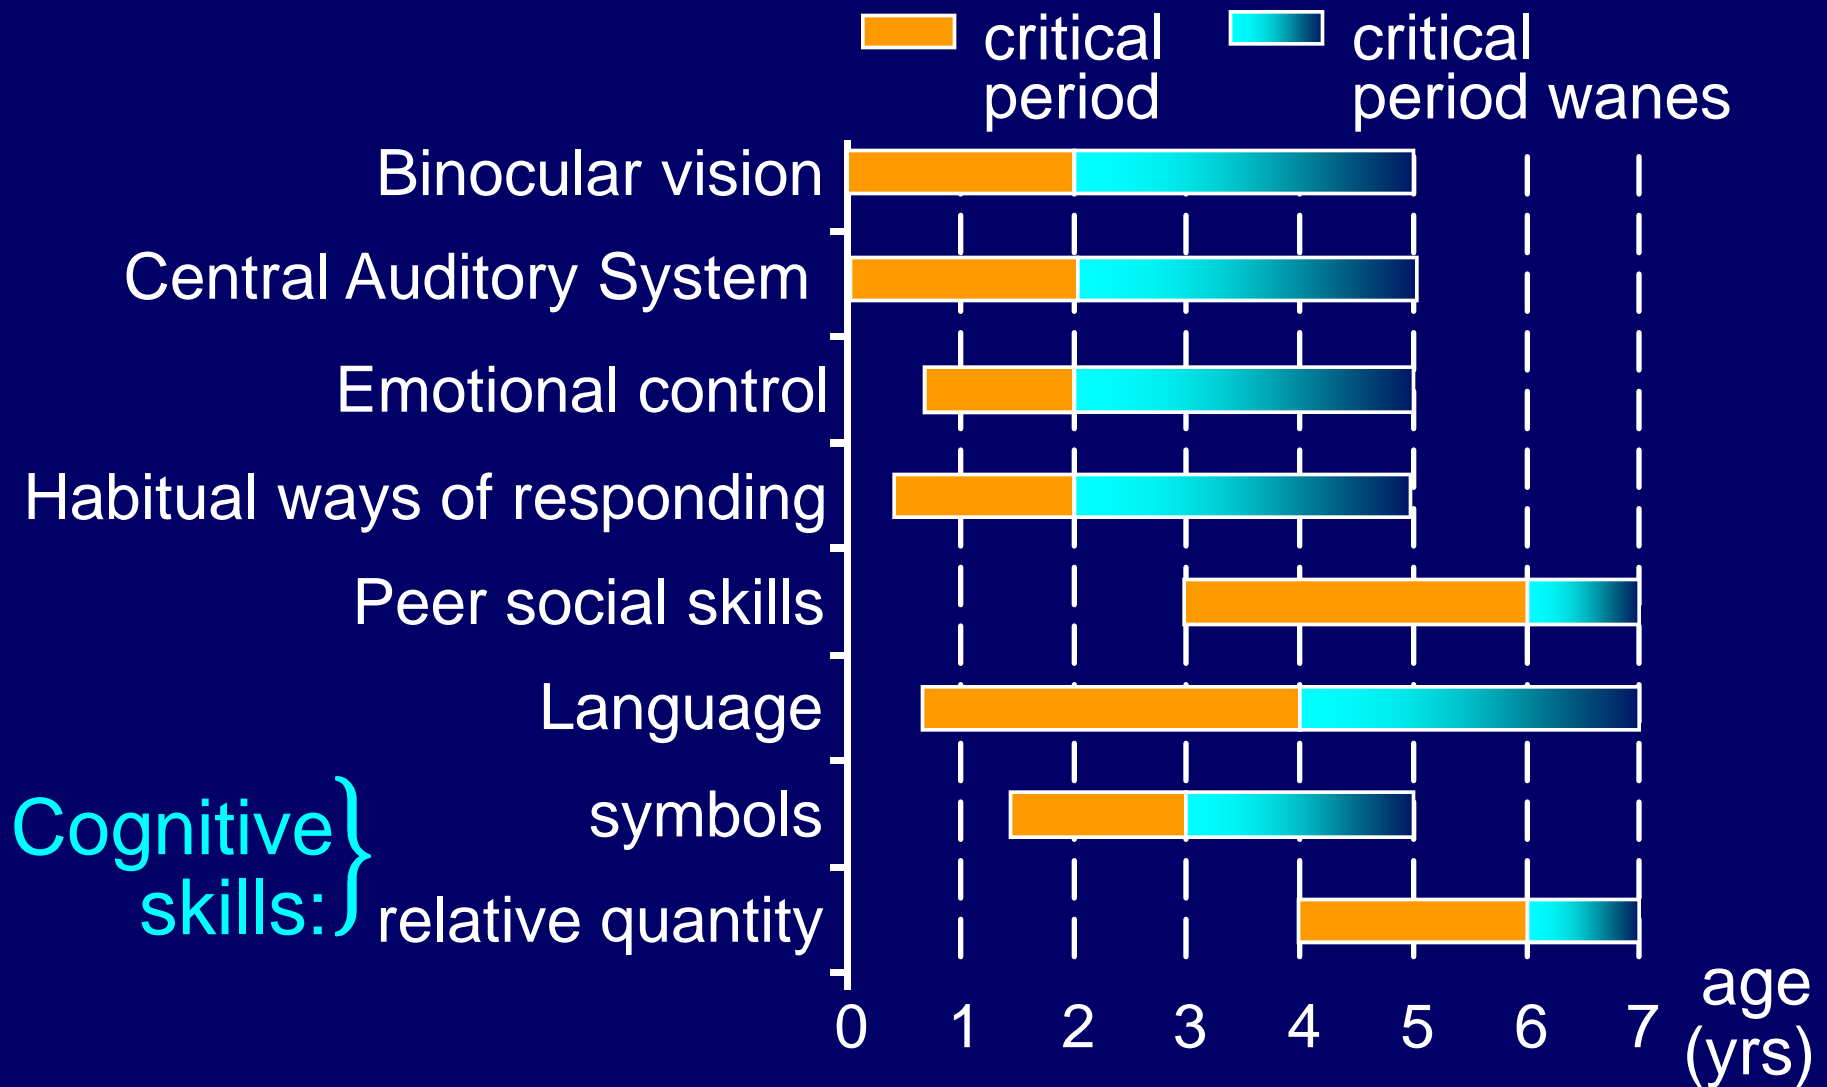 critical
period
critical
period wanes
Binocular vision
Central Auditory System
Emotional control
Habitual ways of responding
Peer social skills
Language
Cognitive
skills:
symbols
relative quantity
0 1 2 3 4 5 6 7
age
(yrs)